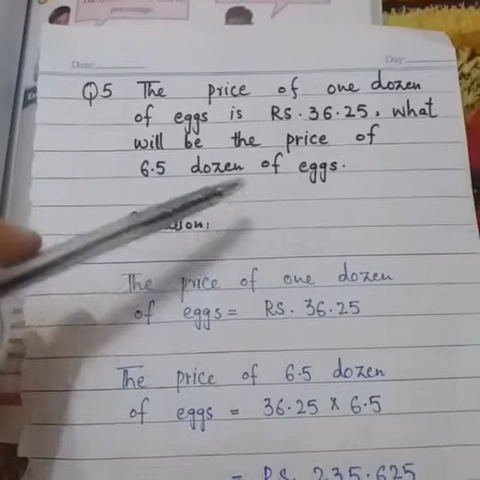 Date:
Day:
Q5 The price of one dozen
of eggs is RS.36.25, what
will be the price of
6.5 dozen of eggs.
The price of one dozen
of eggs = RS. 36.25
The price of 6.5 dozen
of eggs = 36.25 × 6.5
= RS. 235.625